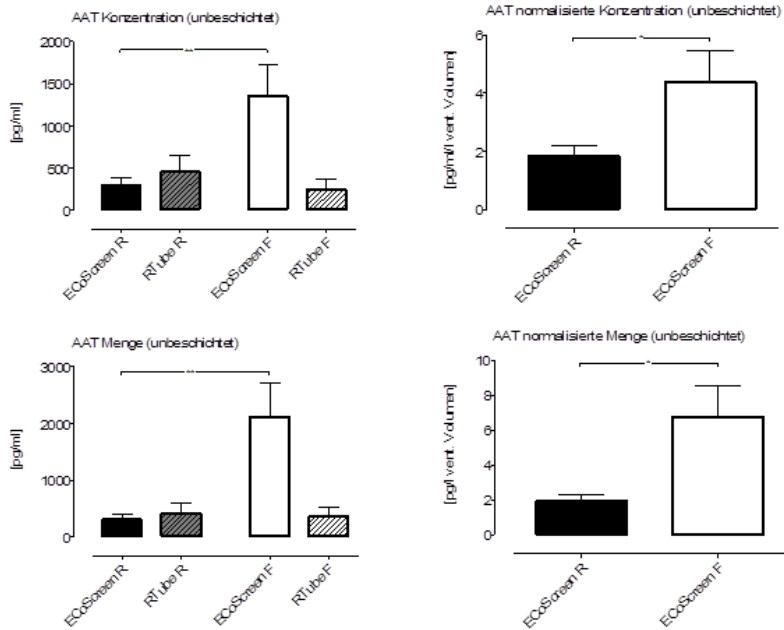 AAT Konzentration (unbeschichtet)
2000
1500
1000
500
0
[pg/ml]
**
ECoScreen R
RTube R
ECoScreen F
RTube F
AAT normalisierte Konzentration (unbeschichtet)
6
4
2
0
[pg/ml/l vent. Volumen]
*
ECoScreen R
ECoScreen F
AAT Menge (unbeschichtet)
3000
2000
1000
0
[pg/ml]
**
ECoScreen R
RTube R
ECoScreen F
RTube F
AAT normalisierte Menge (unbeschichtet)
10
8
6
4
2
0
[pg/l vent. Volumen]
*
ECoScreen R
ECoScreen F